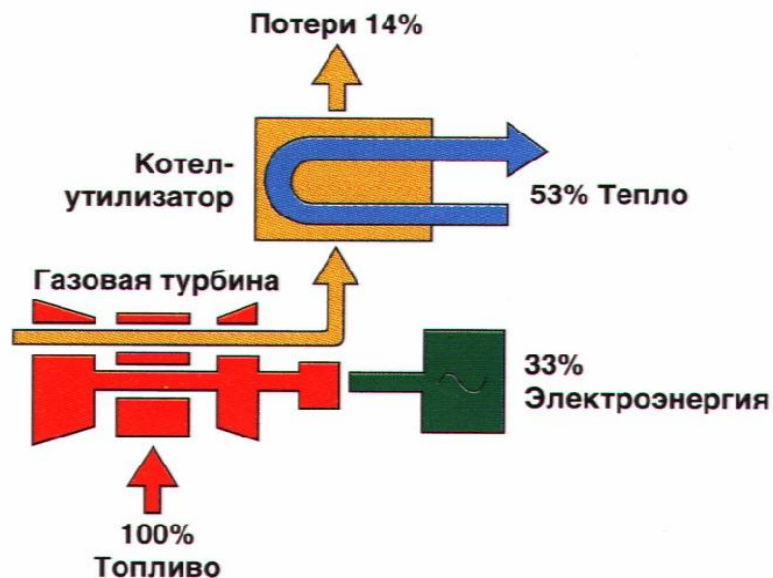 Потери 14%
Котел-
утилизатор
53% Тепло
Газовая турбина
33%
Электроэнергия
100%
Топливо